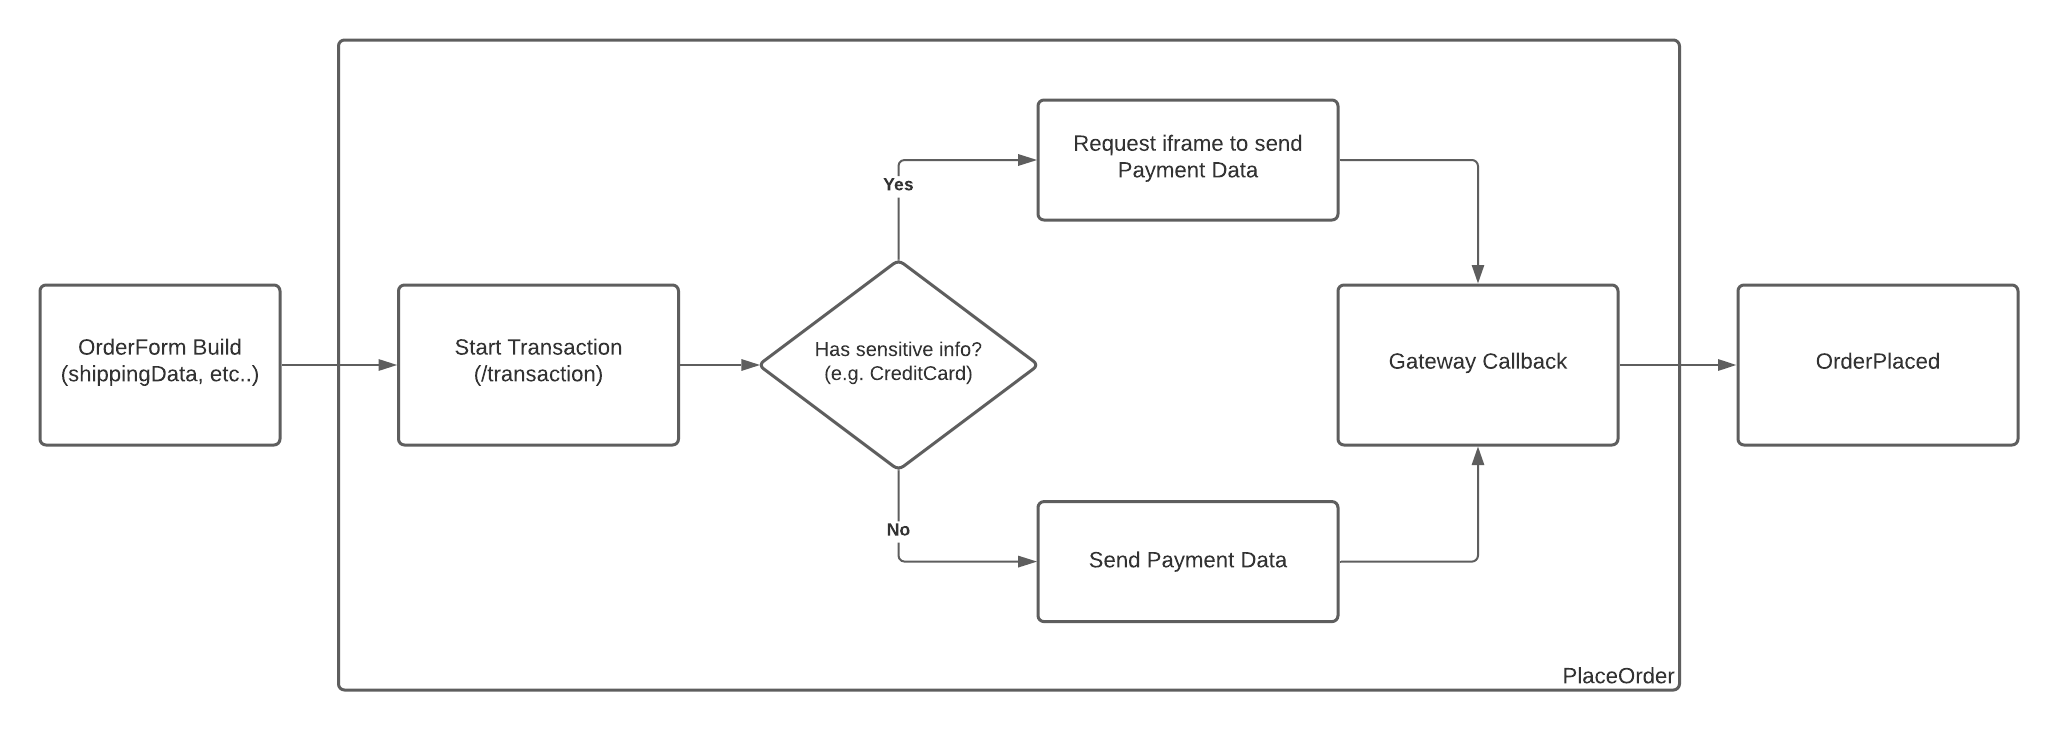 OrderForm Build
(shippingData, etc..)
Start Transaction
(/transaction)
Has sensitive info?
(e.g. CreditCard)
Yes
Request iframe to send
Payment Data
No
Send Payment Data
Gateway Callback
OrderPlaced
PlaceOrder